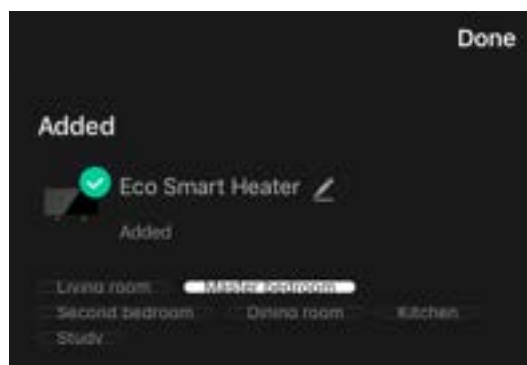 Done
Added
Eco Smart Heater
Added
Living room Master bedroom
Second bedroom Dining room Kitchen
Study